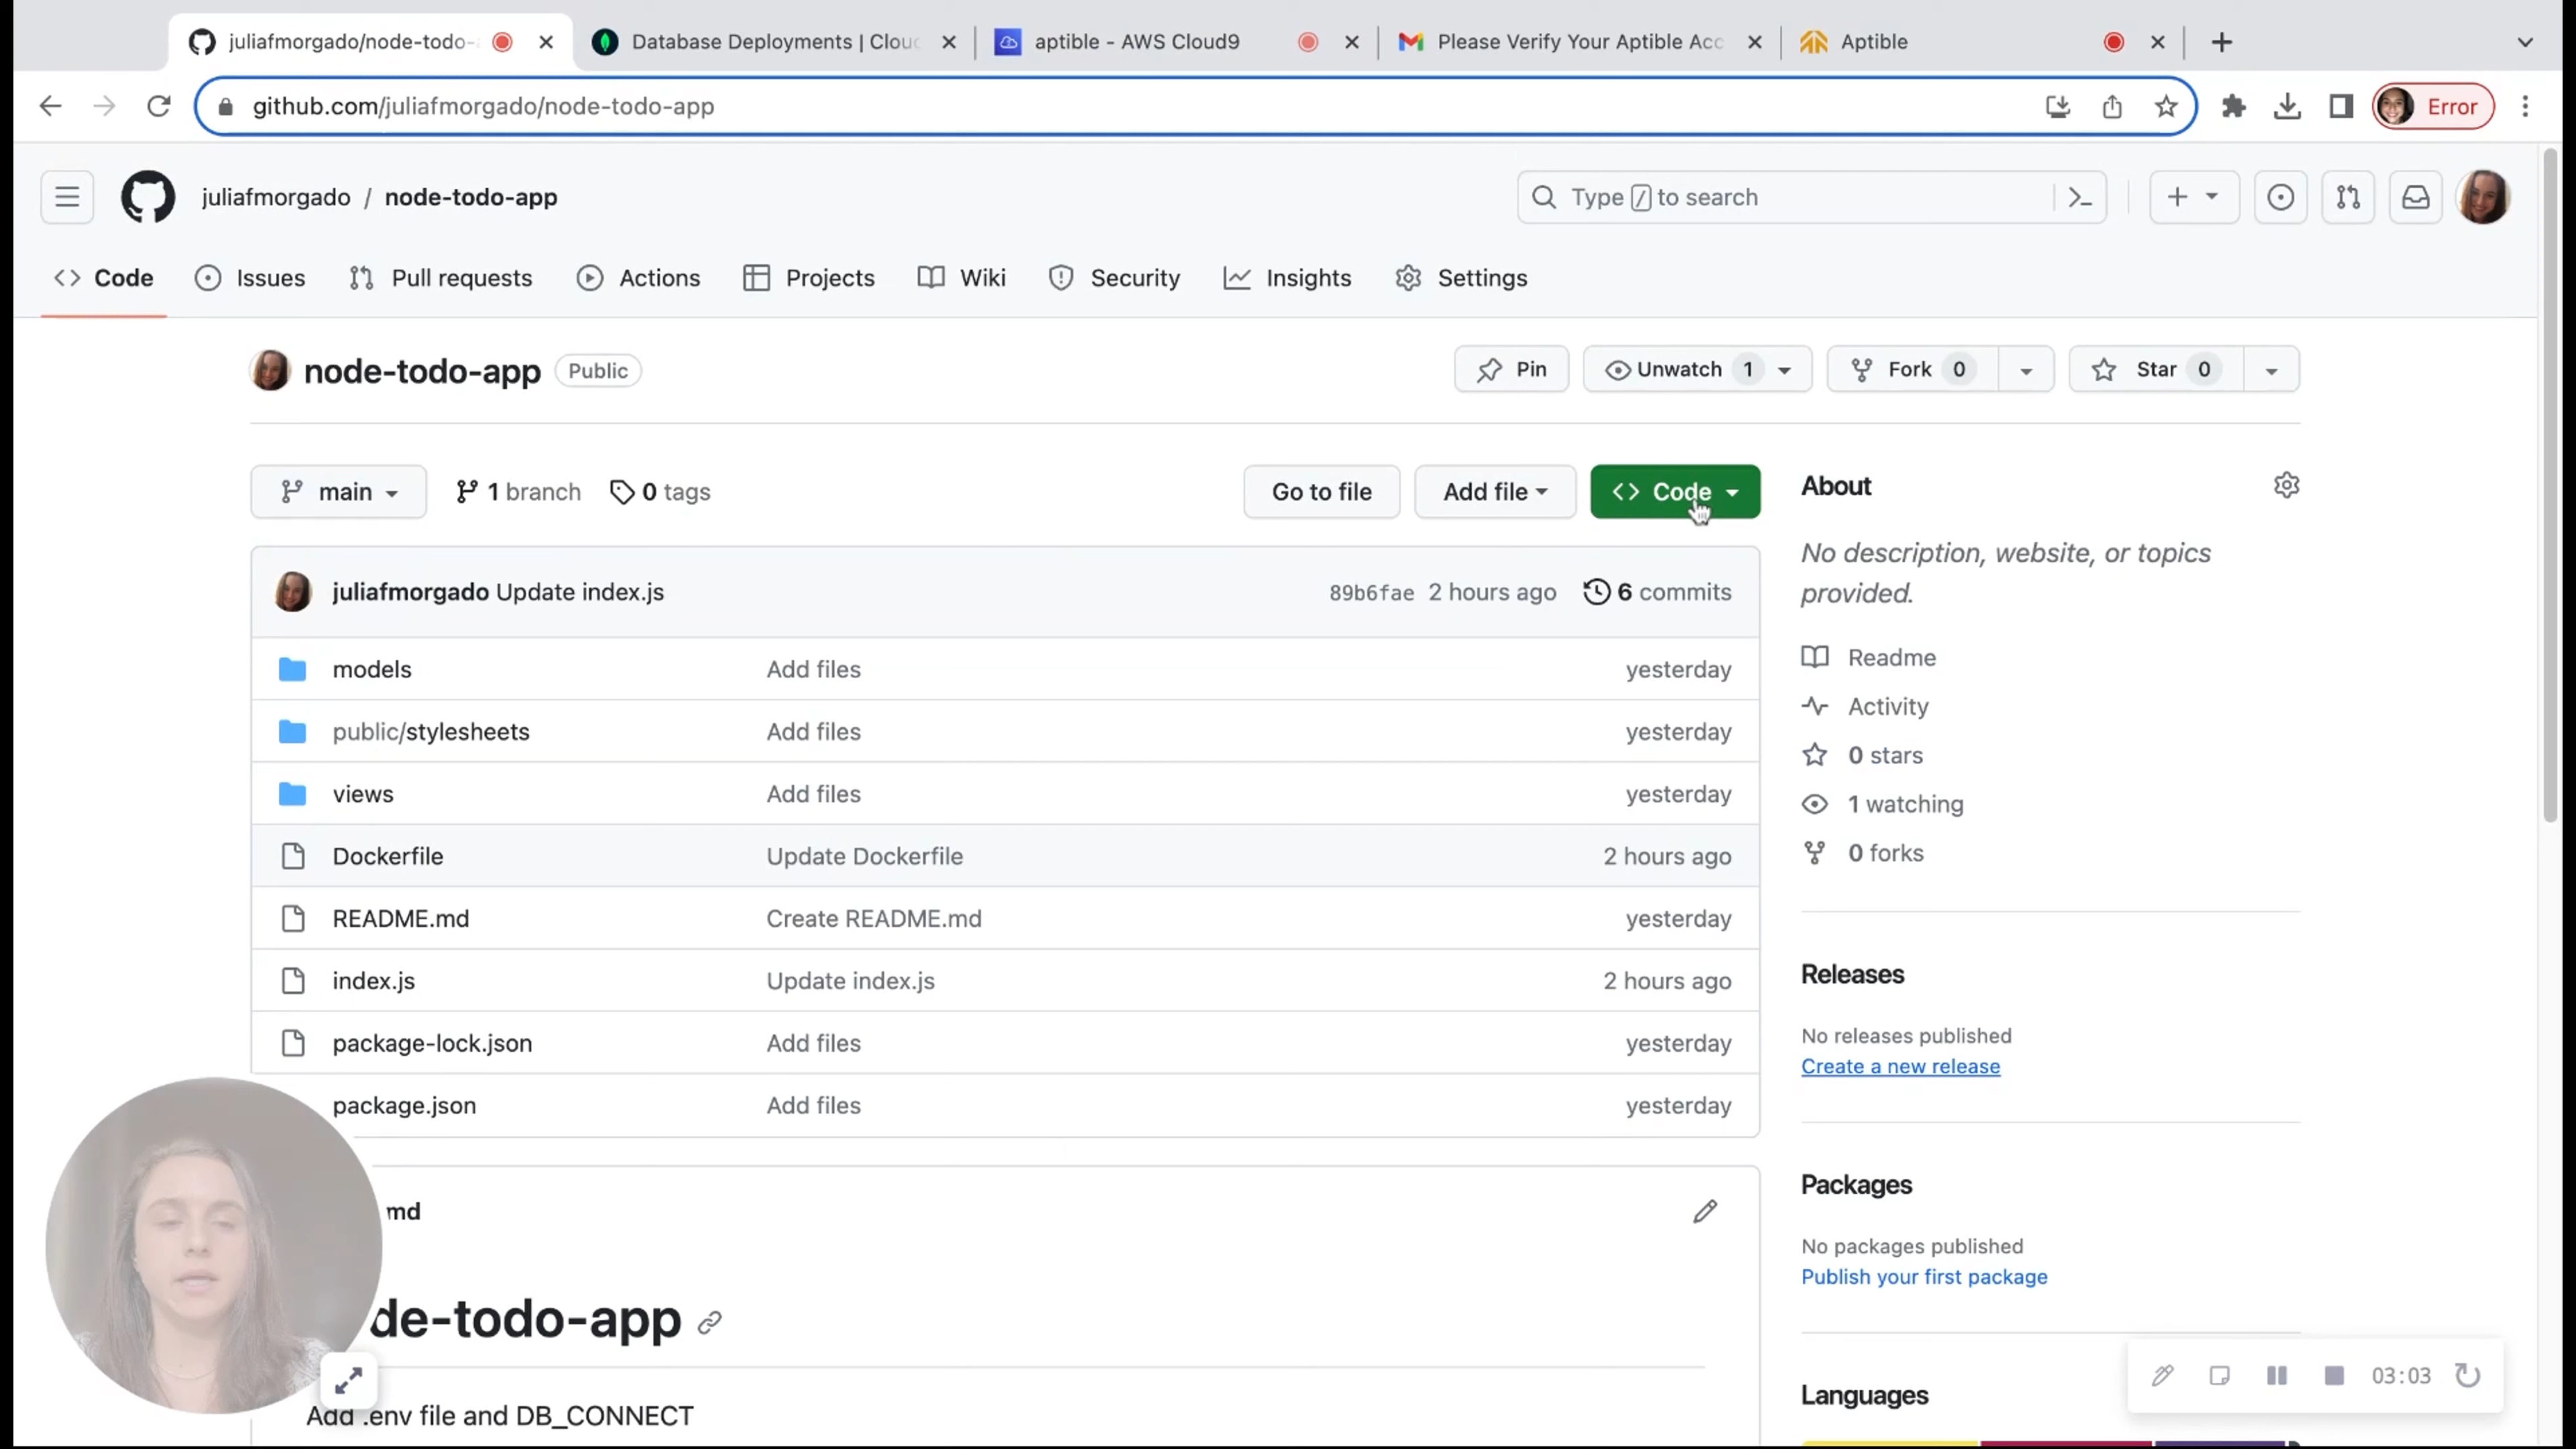 juliafmorgado/node-todo-
Database Deployments | Clou
aptible - AWS Cloud9
Please Verify Your Aptible Acc
Aptible
github.com/juliafmorgado/node-todo-app
Error
juliafmorgado / node-todo-app
Type / to search
Code
Issues
Pull requests
Actions
Projects
Wiki
Security
Insights
Settings
node-todo-app
Public
Pin
Unwatch 1
Fork 0
Star 0
main
1 branch
0 tags
Go to file
Add file
Code
juliafmorgado Update index.js
89b6fae 2 hours ago
6 commits
models Add files yesterday
public/stylesheets Add files yesterday
views Add files yesterday
Dockerfile Update Dockerfile 2 hours ago
README.md Create README.md yesterday
index.js Update index.js 2 hours ago
package-lock.json Add files yesterday
package.json Add files yesterday
md
de-todo-app
Add .env file and DB_CONNECT
About
No description, website, or topics
provided.
Readme
Activity
0 stars
1 watching
0 forks
Releases
No releases published
Create a new release
Packages
No packages published
Publish your first package
Languages
03:03